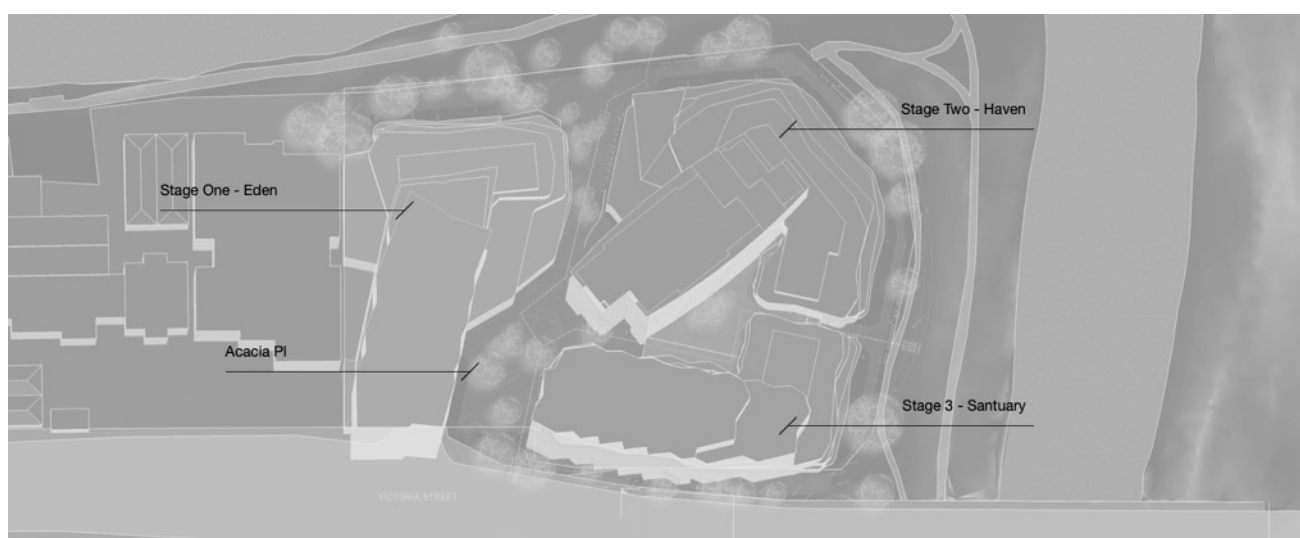 Stage Two - Haven
Stage One - Eden
Acacia Pl
Stage 3 - Santuary
VICTORIA STREET